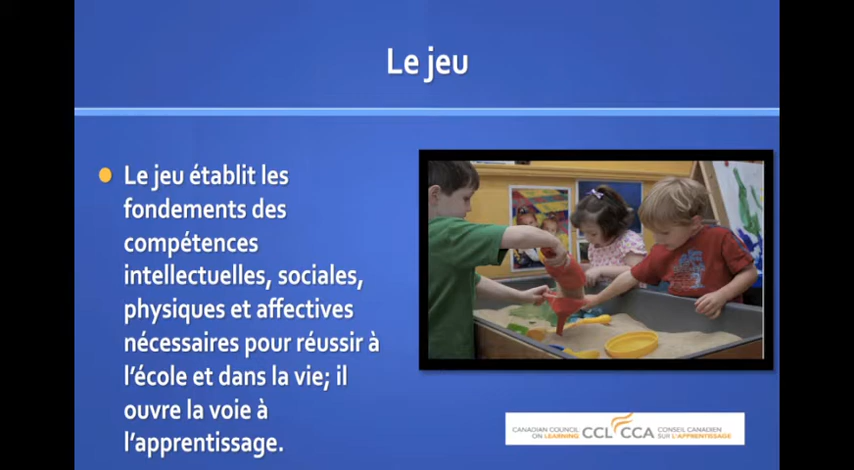 Le jeu
Le jeu établit les
fondements des
compétences
intellectuelles, sociales,
physiques et affectives
nécessaires pour réussir à
l'école et dans la vie; il
ouvre la voie à
l'apprentissage.
CANADIAN COUNCIL
ON LEARNING
CCL CCA
CONSEIL CANADIEN
SUR L'APPRENTISSAGE